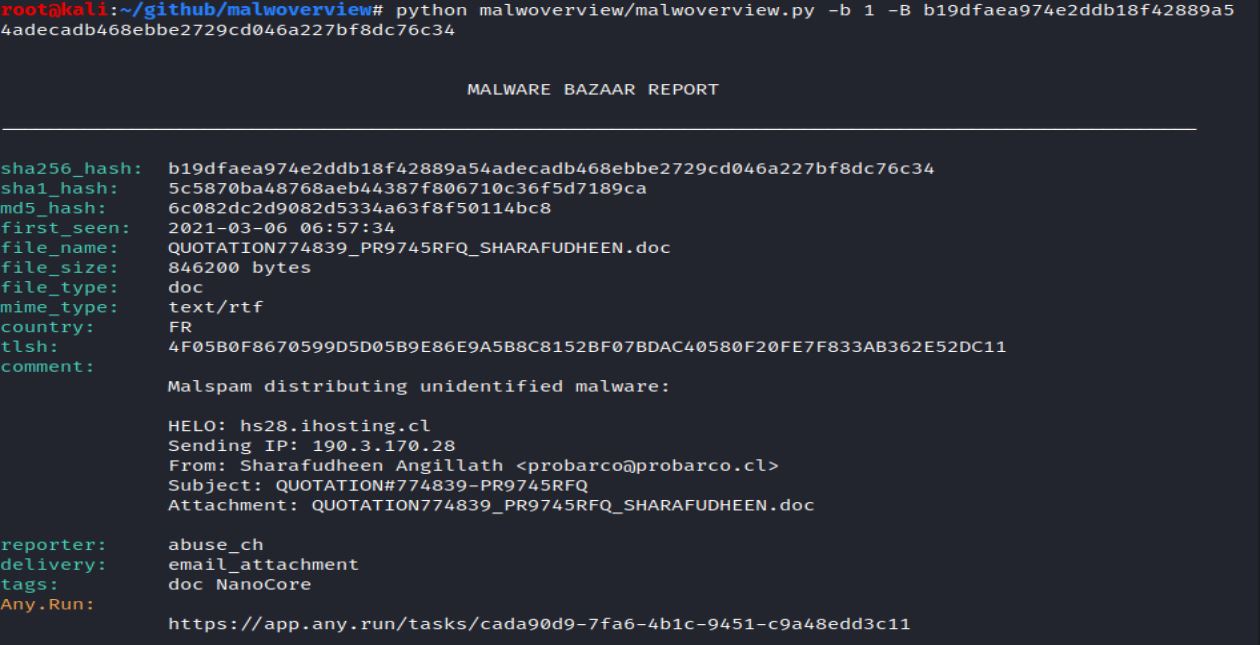 root@kali:~/github/malwoverview# python malwoverview/malwoverview.py -b 1 -B b19dfaea974e2ddb18f42889a5
4adecadb468ebbe2729cd046a227bf8dc76c34
MALWARE BAZAAR REPORT
sha256_hash: b19dfaea974e2ddb18f42889a54adecadb468ebbe2729cd046a227bf8dc76c34
sha1_hash: 5c5870ba48768aeb44387f806710c36f5d7189ca
md5_hash: 6c082dc2d9082d5334a63f8f50114bc8
first_seen: 2021-03-06 06:57:34
file_name: QUOTATION774839_PR9745RFQ_SHARAFUDHEEN.doc
file_size: 846200 bytes
file_type: doc
mime_type: text/rtf
country: FR
tlsh: 4F05B0F8670599D5D05B9E86E9A5B8C8152BF07BDAC40580F20FE7F833AB362E52DC11
comment:
Malspam distributing unidentified malware:
HELO: hs28.ihosting.cl
Sending IP: 190.3.170.28
From: Sharafudheen Angillath <probarco@probarco.cl>
Subject: QUOTATION#774839-PR9745RFQ
Attachment: QUOTATION774839_PR9745RFQ_SHARAFUDHEEN.doc
reporter: abuse_ch
delivery: email_attachment
tags: doc NanoCore
Any.Run:
https://app.any.run/tasks/cada90d9-7fa6-4b1c-9451-c9a48edd3c11